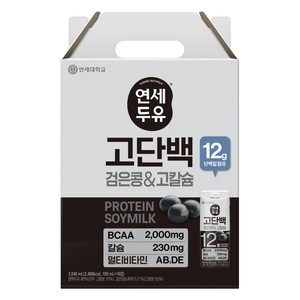 연세대학교
연세
두유
고단백
검은콩&고칼슘
12g
단백질 함유
PROTEIN
SOYMILK
BCAA 2,000mg
칼슘 230mg
멀티비타민 A.B.D.E
고단백
12